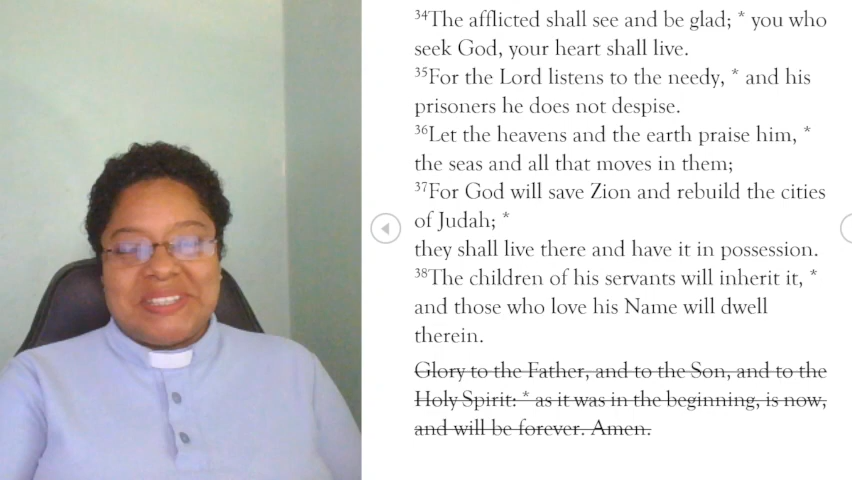 ³⁴The afflicted shall see and be glad; * you who
seek God, your heart shall live.
³⁵For the Lord listens to the needy, * and his
prisoners he does not despise.
³⁶Let the heavens and the earth praise him, *
the seas and all that moves in them;
³⁷For God will save Zion and rebuild the cities
of Judah; *
they shall live there and have it in possession.
³⁸The children of his servants will inherit it, *
and those who love his Name will dwell
therein.
Glory to the Father, and to the Son, and to the
Holy Spirit: * as it was in the beginning, is now,
and will be forever. Amen.